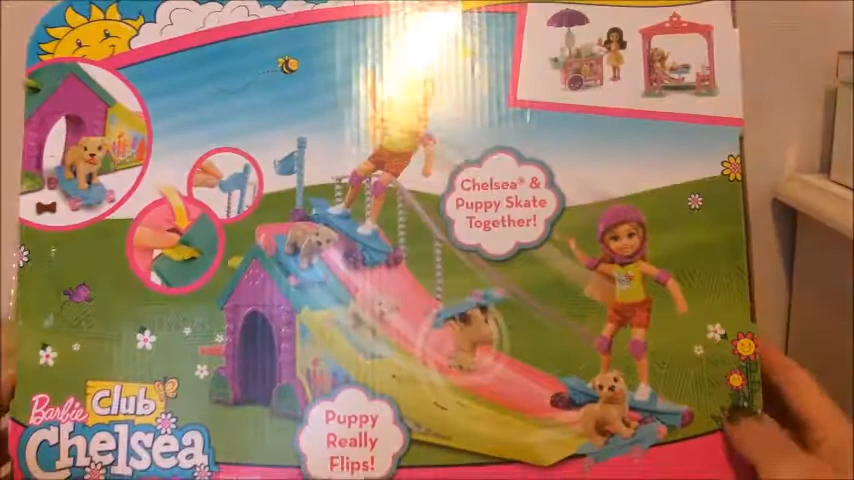 Chelsea &
Puppy Skate
Together!
Puppy
Really
Flips!
Barbie
Club
Chelsea